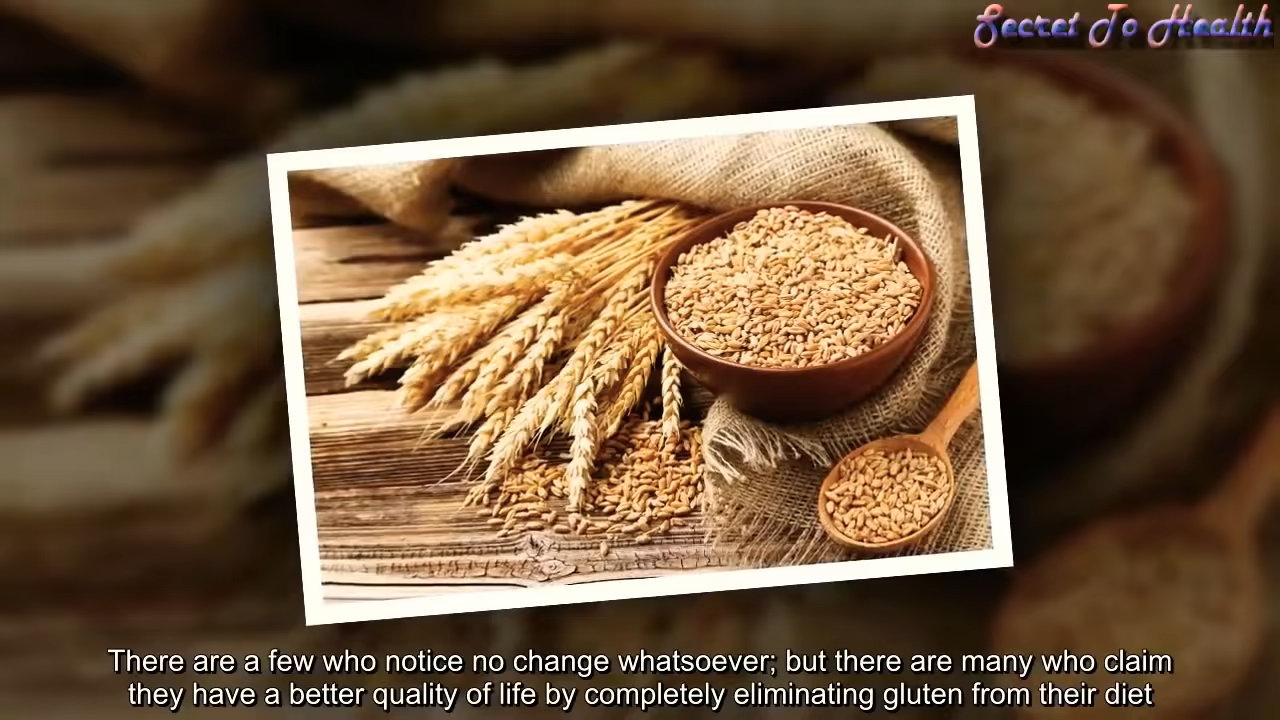 Secret To Health
There are a few who notice no change whatsoever; but there are many who claim
they have a better quality of life by completely eliminating gluten from their diet